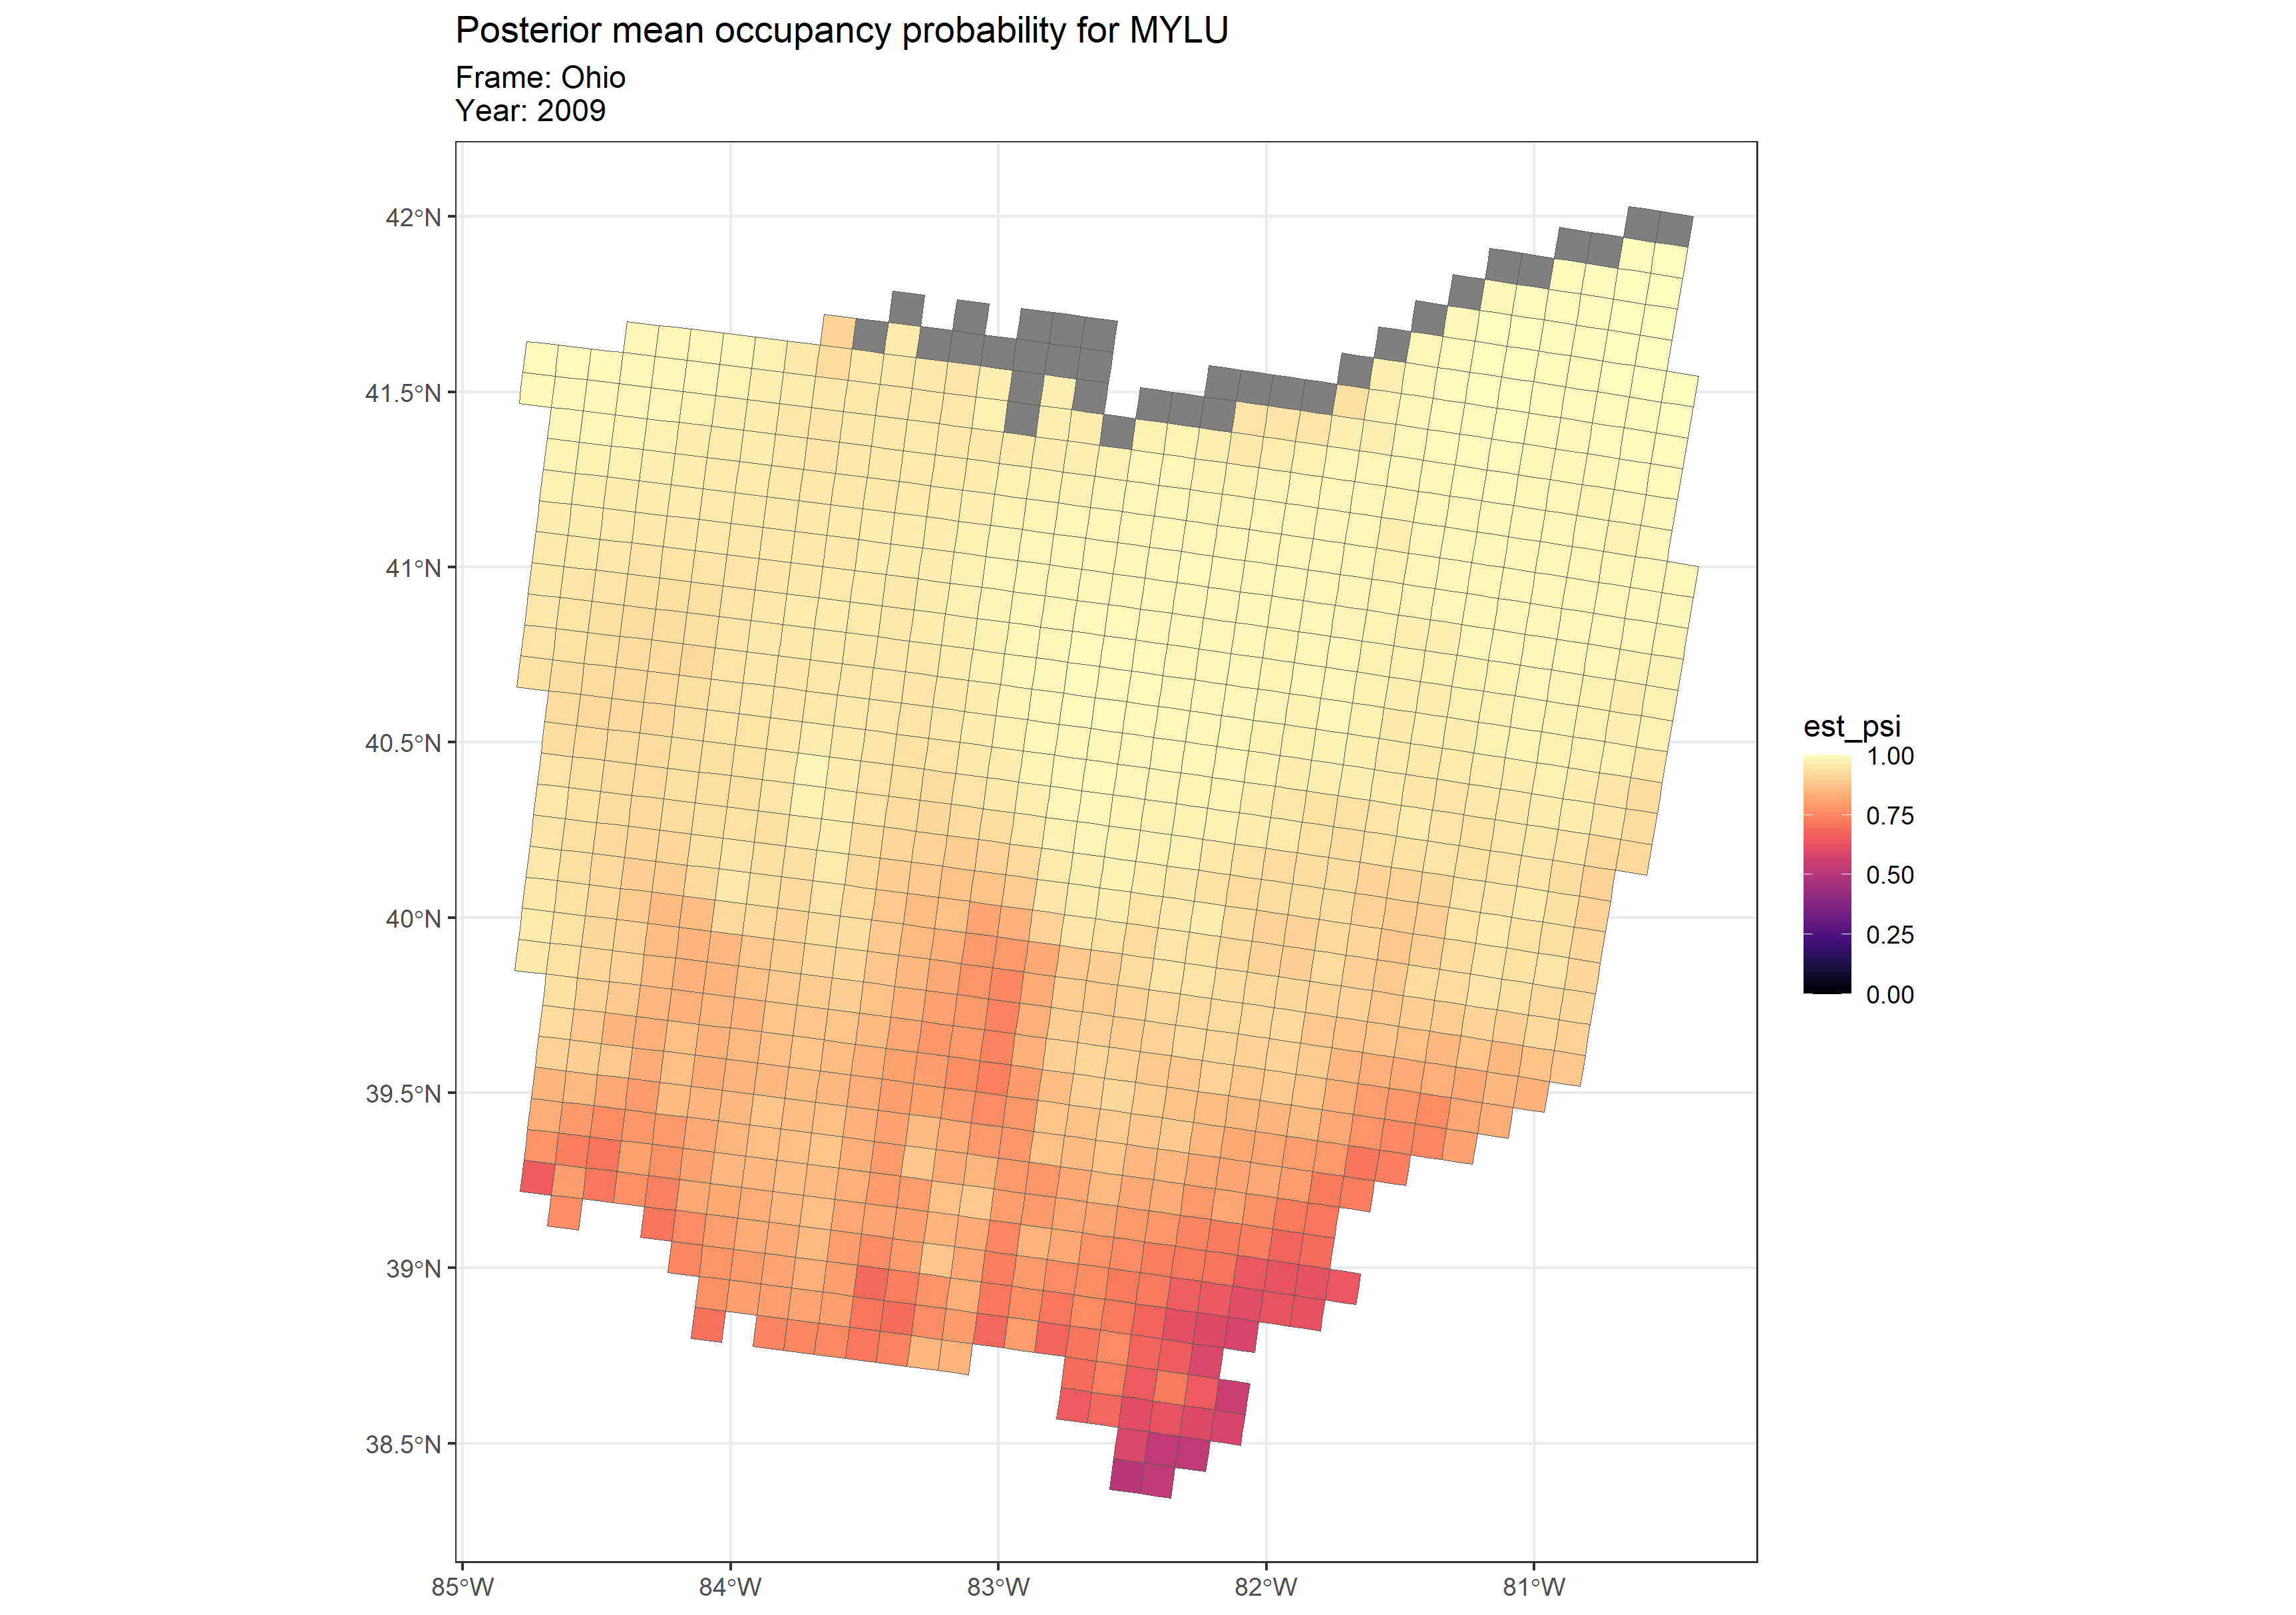 Posterior mean occupancy probability for MYLU
Frame: Ohio
Year: 2009
42°N
41.5°N
41°N
40.5°N
40°N
39.5°N
39°N
38.5°N
85°W
84°W
83°W
82°W
81°W
est_psi
1.00
0.75
0.50
0.25
0.00